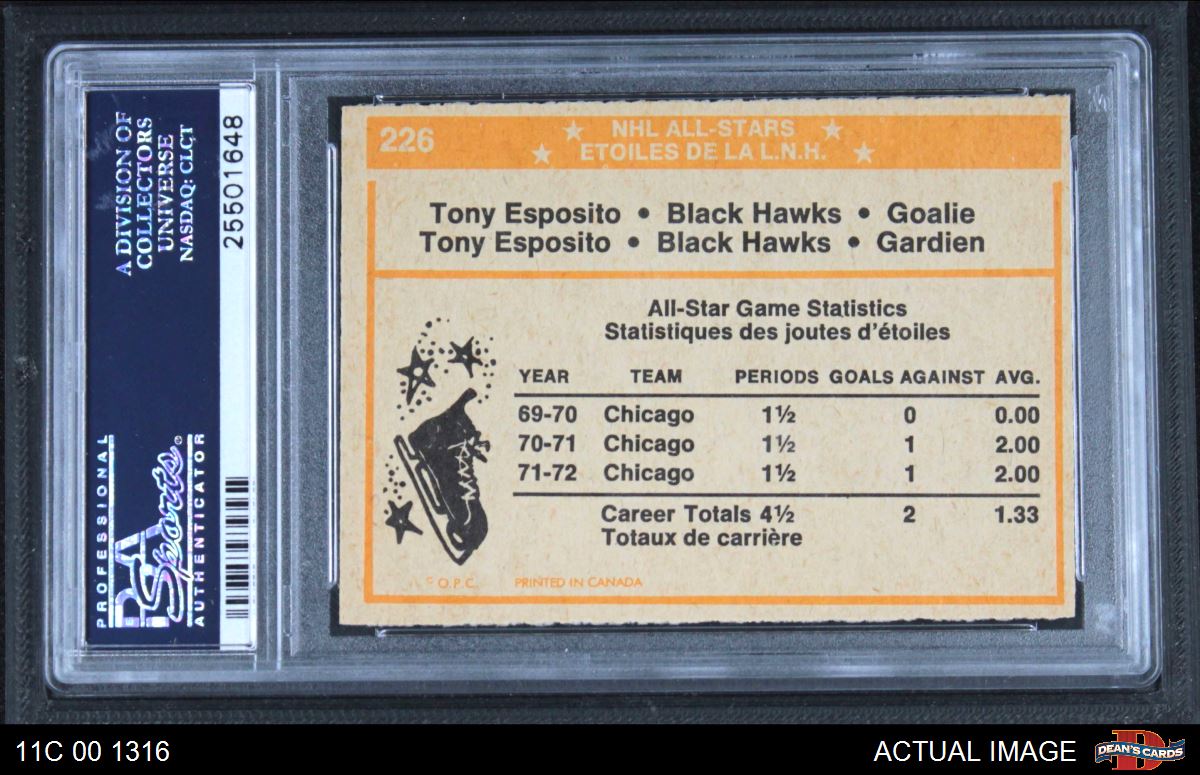 A DIVISION OF
COLLECTORS
UNIVERSE
NASDAQ: CLCT
25501648
PROFESSIONAL
PSA
Sports®
AUTHENTICATOR
226
NHL ALL-STARS
ETOILES DE LA L.N.H.
Tony Esposito • Black Hawks • Goalie
Tony Esposito • Black Hawks • Gardien
All-Star Game Statistics
Statistiques des joutes d'étoiles
YEAR TEAM PERIODS GOALS AGAINST AVG.
69-70 Chicago 1½ 0 0.00
70-71 Chicago 1½ 1 2.00
71-72 Chicago 1½ 1 2.00
Career Totals 4½ 2 1.33
Totaux de carrière
© O.P.C. PRINTED IN CANADA
11C 00 1316
ACTUAL IMAGE
D
DEAN'S CARDS